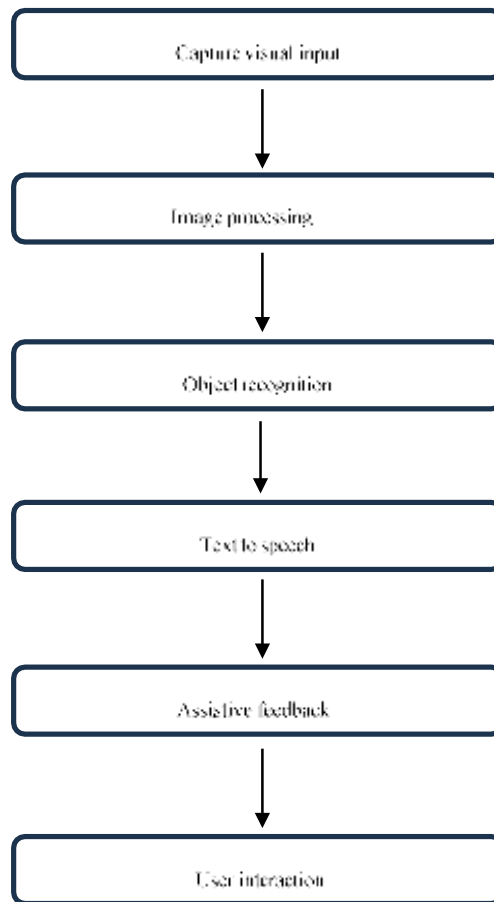 Capture visual input
Image processing
Object recognition
Text to speech
Assistive feedback
User interaction